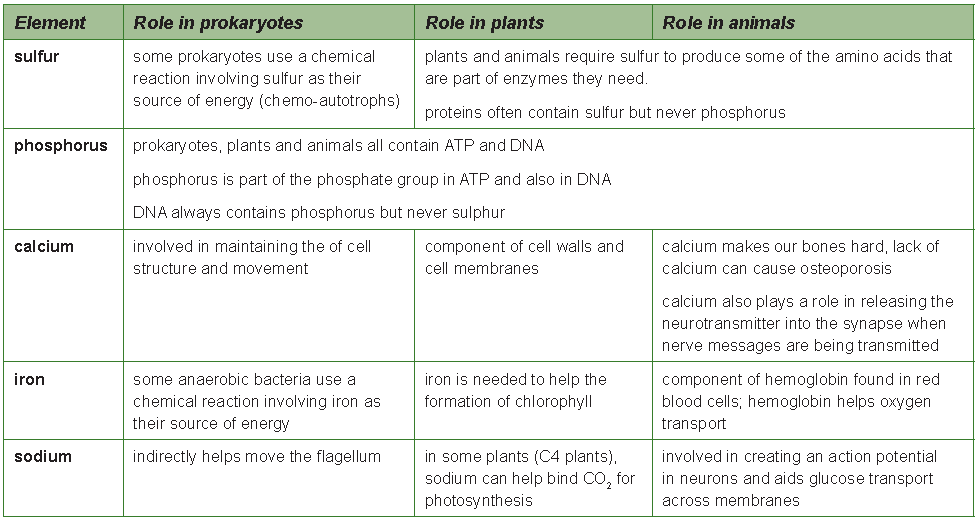 Element Role in prokaryotes Role in plants Role in animals
sulfur
some prokaryotes use a chemical
reaction involving sulfur as their
source of energy (chemo-autotrophs)
plants and animals require sulfur to produce some of the amino acids that
are part of enzymes they need.
proteins often contain sulfur but never phosphorus
phosphorus
prokaryotes, plants and animals all contain ATP and DNA
phosphorus is part of the phosphate group in ATP and also in DNA
DNA always contains phosphorus but never sulphur
calcium
involved in maintaining the of cell
structure and movement
component of cell walls and
cell membranes
calcium makes our bones hard, lack of
calcium can cause osteoporosis
calcium also plays a role in releasing the
neurotransmitter into the synapse when
nerve messages are being transmitted
iron
some anaerobic bacteria use a
chemical reaction involving iron as
their source of energy
iron is needed to help the
formation of chlorophyll
component of hemoglobin found in red
blood cells; hemoglobin helps oxygen
transport
sodium
indirectly helps move the flagellum
in some plants (C4 plants),
sodium can help bind CO₂ for
photosynthesis
involved in creating an action potential
in neurons and aids glucose transport
across membranes